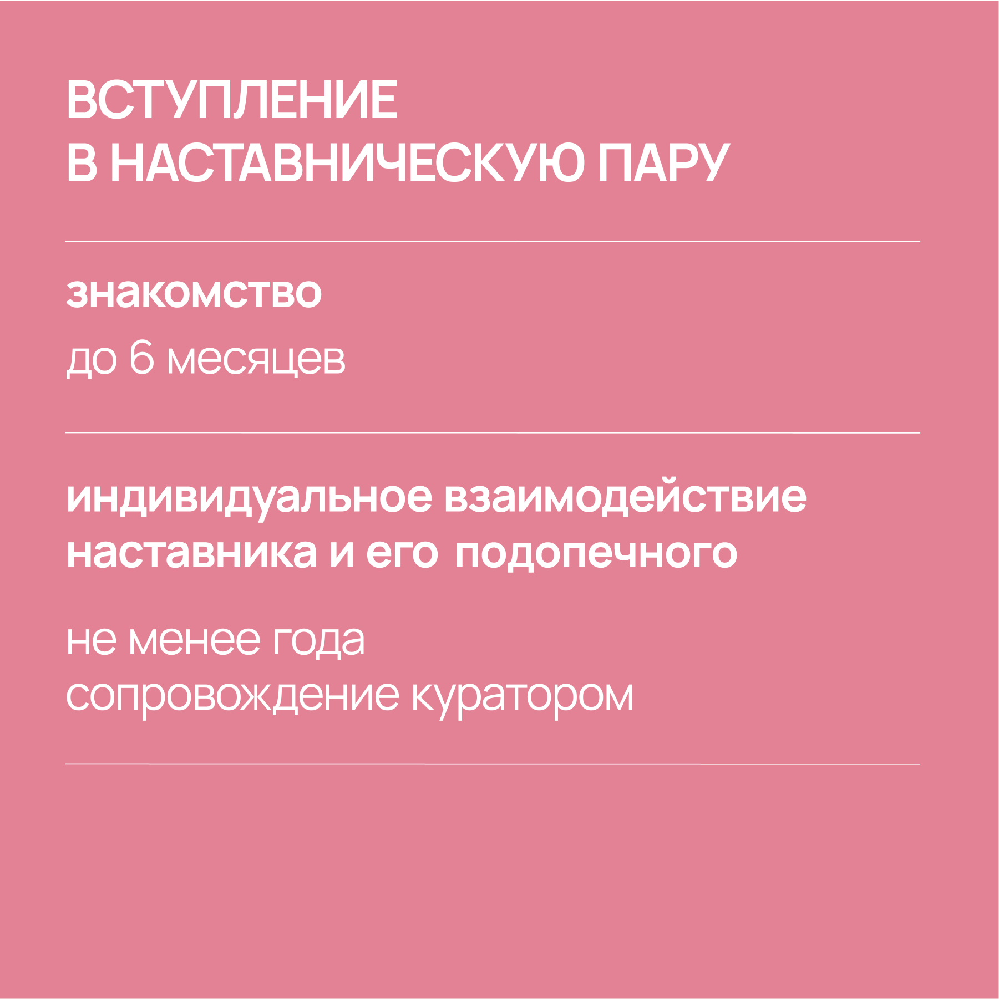 ВСТУПЛЕНИЕ
В НАСТАВНИЧЕСКУЮ ПАРУ
знакомство
до 6 месяцев
индивидуальное взаимодействие
наставника и его подопечного
не менее года
сопровождение куратором